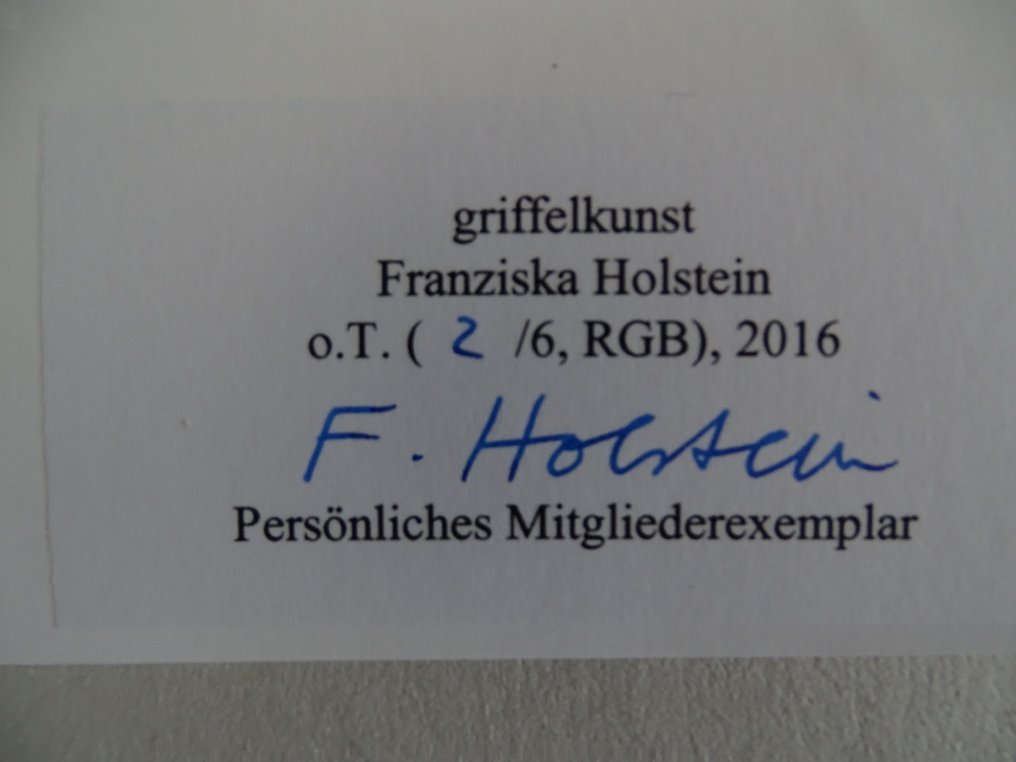 griffelkunst
Franziska Holstein
o.T. ( 2 /6, RGB), 2016
F. Holstein
Persönliches Mitgliederexemplar